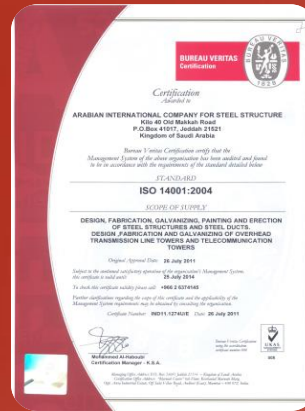 BUREAU VERITAS
Certification
BUREAU VERITAS
1828
Certification
Awarded to
ARABIAN INTERNATIONAL COMPANY FOR STEEL STRUCTURE
Kilo 40 Old Makkah Road
P.O.Box 41017, Jeddah 21521
Kingdom of Saudi Arabia
Bureau Veritas Certification certify that the
Management System of the above organisation has been audited and found
to be in accordance with the requirements of the standard detailed below
STANDARD
ISO 14001:2004
SCOPE OF SUPPLY
DESIGN, FABRICATION, GALVANIZING, PAINTING AND ERECTION
OF STEEL STRUCTURES AND STEEL DUCTS.
DESIGN ,FABRICATION AND GALVANIZING OF OVERHEAD
TRANSMISSION LINE TOWERS AND TELECOMMUNICATION
TOWERS
Original Approval Date: 26 July 2011
Subject to the continued satisfactory operation of the organisation's Management System,
this certificate is valid until: 25 July 2014
To check this certificate validity please call +966 2 6374145
Further clarifications regarding the scope of this certificate and the applicability of the
Management System requirements may be obtained by consulting the organisation.
Certificate Number Date: 26 July 2011
Certification Manager - K.S.A.
UKAS
008